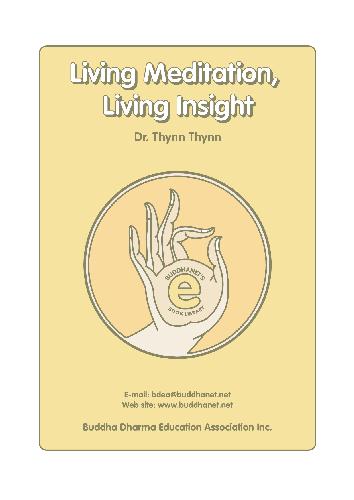 Living Meditation,
Living Insight
Dr. Thynn Thynn
BUDDHANET'S
e
BOOK LIBRARY
E-mail: bdea@buddhanet.net
Web site: www.buddhanet.net
Buddha Dharma Education Association Inc.